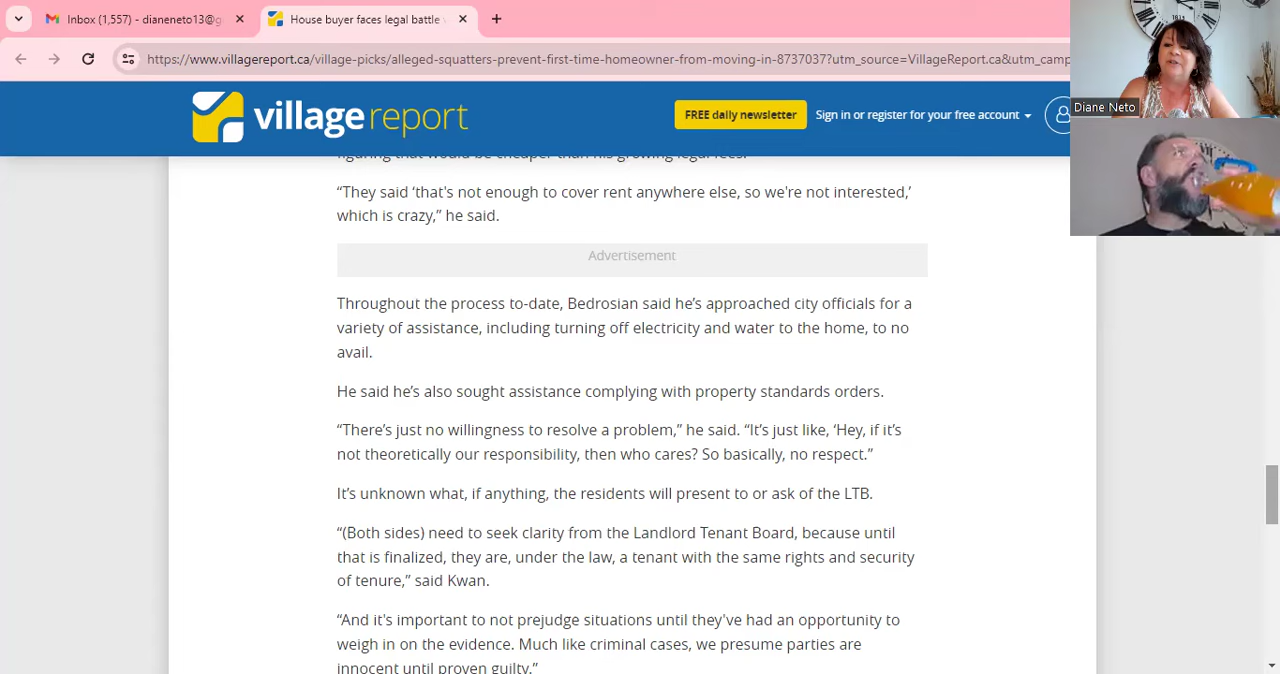 Inbox (1,557) - dianeneto13@g
House buyer faces legal battle
https://www.villagereport.ca/village-picks/alleged-squatters-prevent-first-time-homeowner-from-moving-in-8737037?utm_source=VillageReport.ca&utm_camp
Diane Neto
village report
FREE daily newsletter
Sign in or register for your free account
figuring that would be cheaper than his growing legal fees.
“They said ‘that's not enough to cover rent anywhere else, so we're not interested,’
which is crazy,” he said.
Advertisement
Throughout the process to-date, Bedrosian said he’s approached city officials for a
variety of assistance, including turning off electricity and water to the home, to no
avail.
He said he’s also sought assistance complying with property standards orders.
“There’s just no willingness to resolve a problem,” he said. “It’s just like, ‘Hey, if it’s
not theoretically our responsibility, then who cares? So basically, no respect.”
It’s unknown what, if anything, the residents will present to or ask of the LTB.
“(Both sides) need to seek clarity from the Landlord Tenant Board, because until
that is finalized, they are, under the law, a tenant with the same rights and security
of tenure,” said Kwan.
“And it's important to not prejudge situations until they've had an opportunity to
weigh in on the evidence. Much like criminal cases, we presume parties are
innocent until proven guilty.”